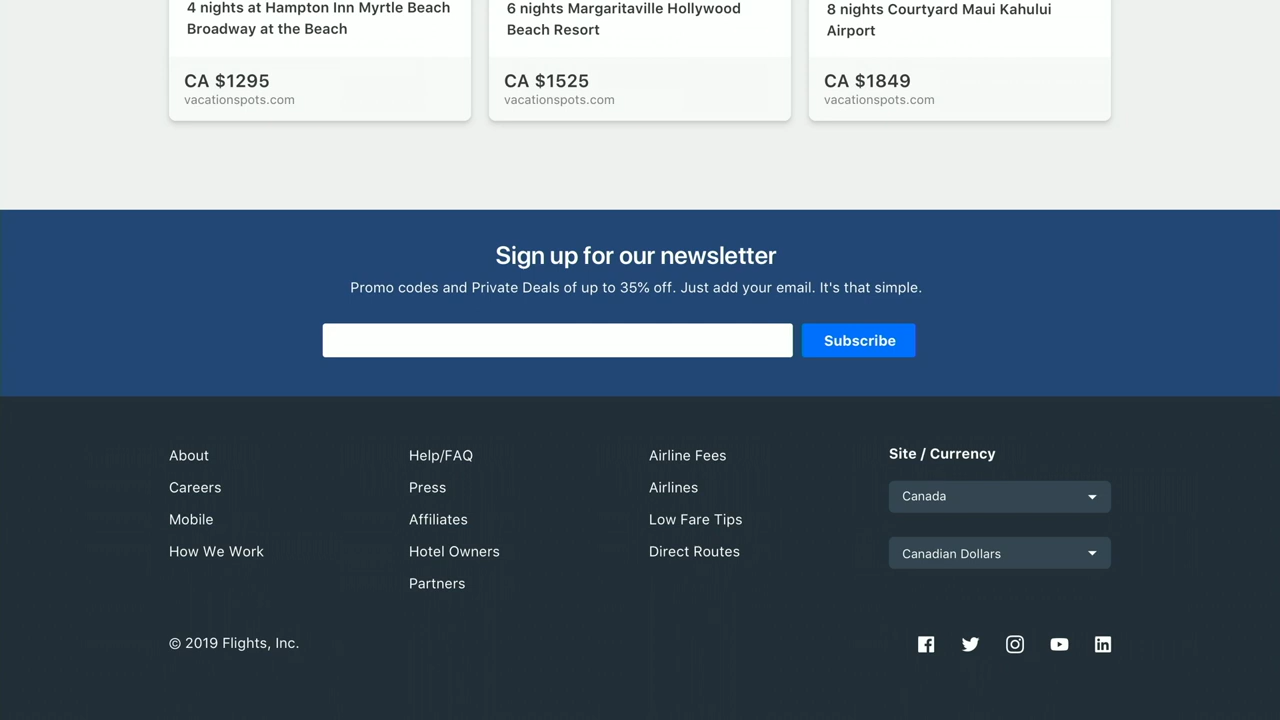 4 nights at Hampton Inn Myrtle Beach
Broadway at the Beach
CA $1295
vacationspots.com
6 nights Margaritaville Hollywood
Beach Resort
CA $1525
vacationspots.com
8 nights Courtyard Maui Kahului
Airport
CA $1849
vacationspots.com
Sign up for our newsletter
Promo codes and Private Deals of up to 35% off. Just add your email. It's that simple.
Subscribe
About
Careers
Mobile
How We Work
Help/FAQ
Press
Affiliates
Hotel Owners
Partners
Airline Fees
Airlines
Low Fare Tips
Direct Routes
Site / Currency
Canada
Canadian Dollars
© 2019 Flights, Inc.